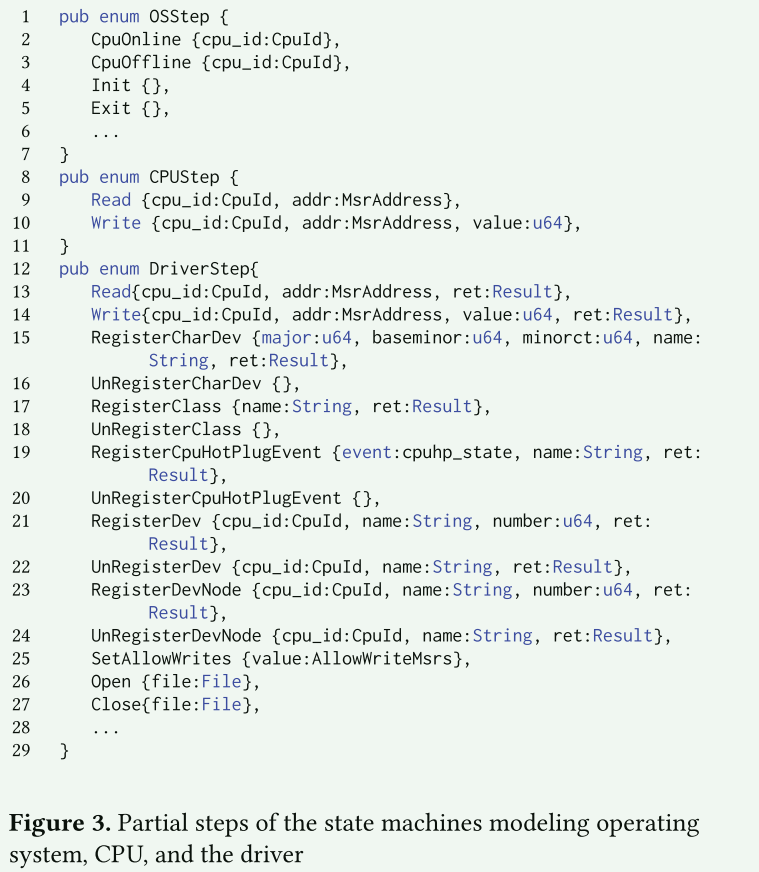 1 pub enum OSStep {
2 CpuOnline {cpu_id:CpuId},
3 CpuOffline {cpu_id:CpuId},
4 Init {},
5 Exit {},
6 ...
7 }
8 pub enum CPUStep {
9 Read {cpu_id:CpuId, addr:MsrAddress},
10 Write {cpu_id:CpuId, addr:MsrAddress, value:u64},
11 }
12 pub enum DriverStep{
13 Read{cpu_id:CpuId, addr:MsrAddress, ret:Result},
14 Write{cpu_id:CpuId, addr:MsrAddress, value:u64, ret:Result},
15 RegisterCharDev {major:u64, baseminor:u64, minorct:u64, name:
String, ret:Result},
16 UnRegisterCharDev {},
17 RegisterClass {name:String, ret:Result},
18 UnRegisterClass {},
19 RegisterCpuHotPlugEvent {event:cpuhp_state, name:String, ret:
Result},
20 UnRegisterCpuHotPlugEvent {},
21 RegisterDev {cpu_id:CpuId, name:String, number:u64, ret:
Result},
22 UnRegisterDev {cpu_id:CpuId, name:String, ret:Result},
23 RegisterDevNode {cpu_id:CpuId, name:String, number:u64, ret:
Result},
24 UnRegisterDevNode {cpu_id:CpuId, name:String, ret:Result},
25 SetAllowWrites {value:AllowWriteMsrs},
26 Open {file:File},
27 Close{file:File},
28 ...
29 }
Figure 3. Partial steps of the state machines modeling operating
system, CPU, and the driver